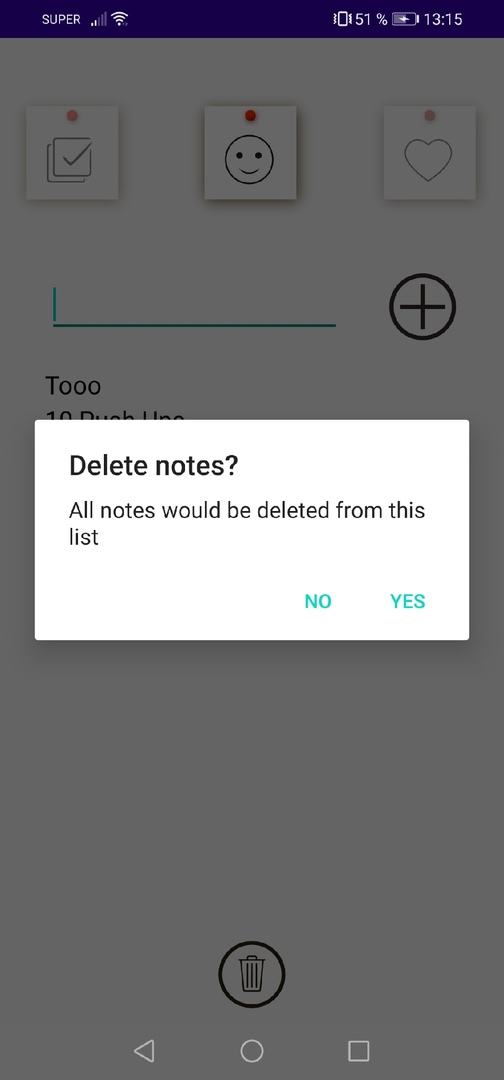 SUPER 51 % 13:15
Tooo
10 Push Ups
Delete notes?
All notes would be deleted from this
list
NO YES